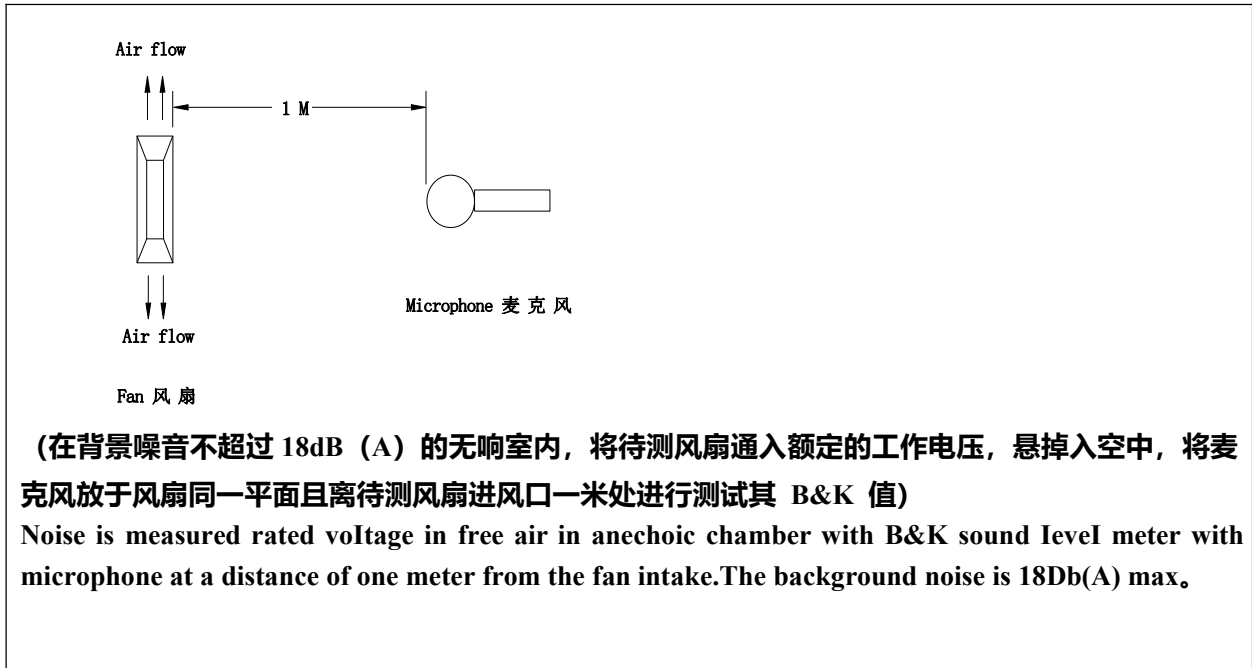 Air flow
1 M
Microphone 麦 克 风
Air flow
Fan 风 扇
（在背景噪音不超过 18dB（A）的无响室内，将待测风扇通入额定的工作电压，悬掉入空中，将麦
克风放于风扇同一平面且离待测风扇进风口一米处进行测试其 B&K 值）
Noise is measured rated voItage in free air in anechoic chamber with B&K sound IeveI meter with
microphone at a distance of one meter from the fan intake.The background noise is 18Db(A) max。